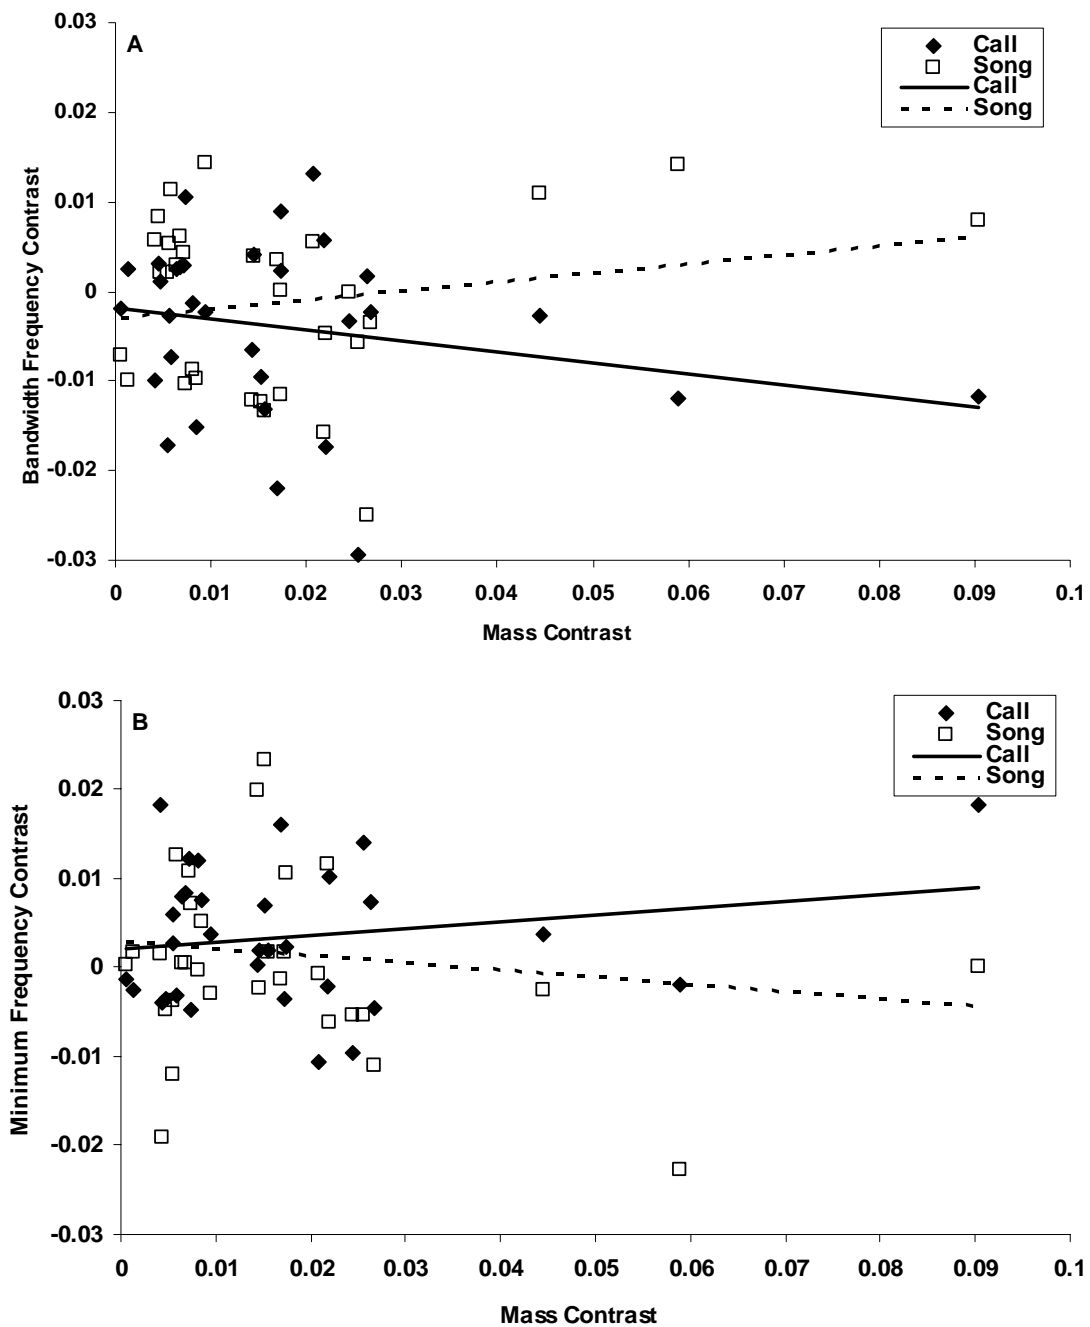 A
0.03
0.02
0.01
0
-0.01
-0.02
-0.03
Bandwidth Frequency Contrast
Call
Song
Call
Song
0 0.01 0.02 0.03 0.04 0.05 0.06 0.07 0.08 0.09 0.1
Mass Contrast
B
0.03
0.02
0.01
0
-0.01
-0.02
-0.03
Minimum Frequency Contrast
Call
Song
Call
Song
0 0.01 0.02 0.03 0.04 0.05 0.06 0.07 0.08 0.09 0.1
Mass Contrast